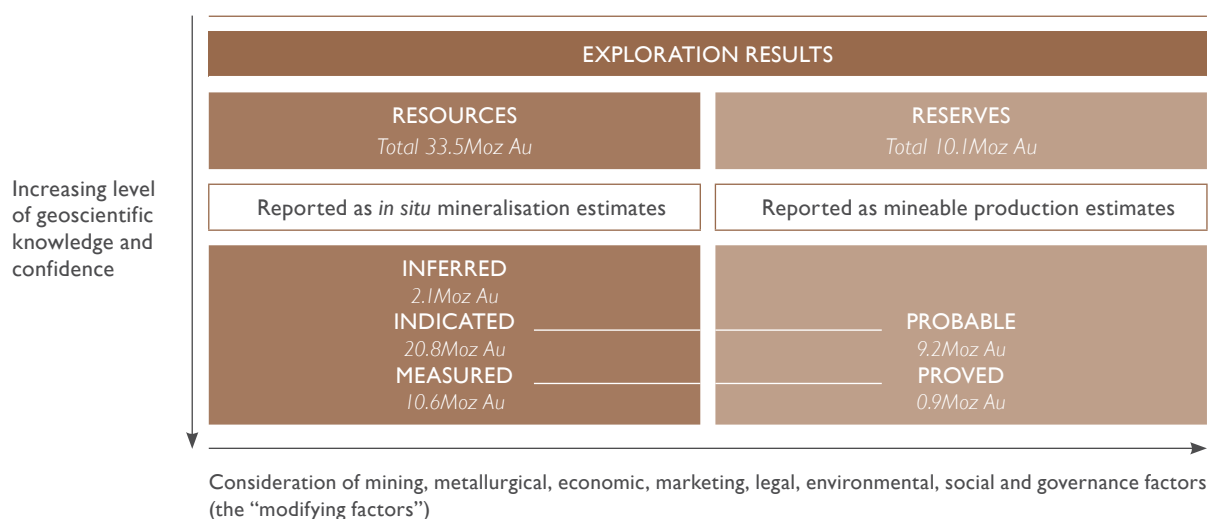 EXPLORATION RESULTS
RESOURCES
Total 33.5Moz Au
RESERVES
Total 10.1Moz Au
Increasing level
of geoscientific
knowledge and
confidence
Reported as in situ mineralisation estimates
Reported as mineable production estimates
INFERRED
2.1Moz Au
INDICATED
20.8Moz Au
MEASURED
10.6Moz Au
PROBABLE
9.2Moz Au
PROVED
0.9Moz Au
Consideration of mining, metallurgical, economic, marketing, legal, environmental, social and governance factors
(the “modifying factors”)